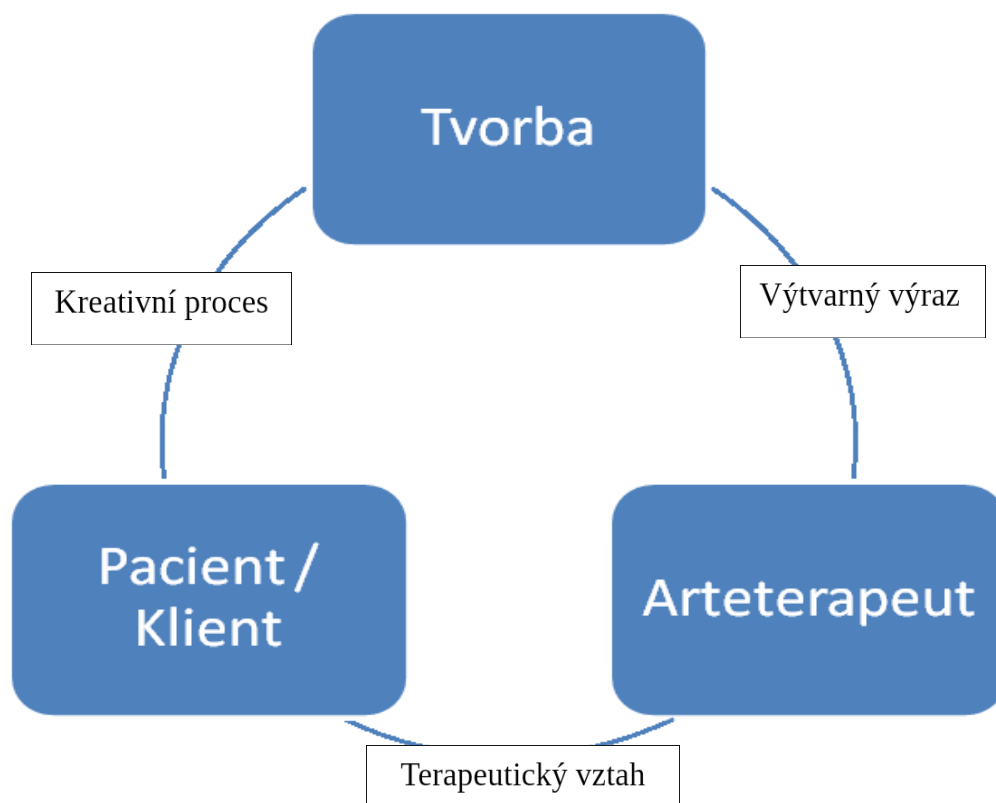 Tvorba
Kreativní proces
Výtvarný výraz
Pacient /
Klient
Arteterapeut
Terapeutický vztah